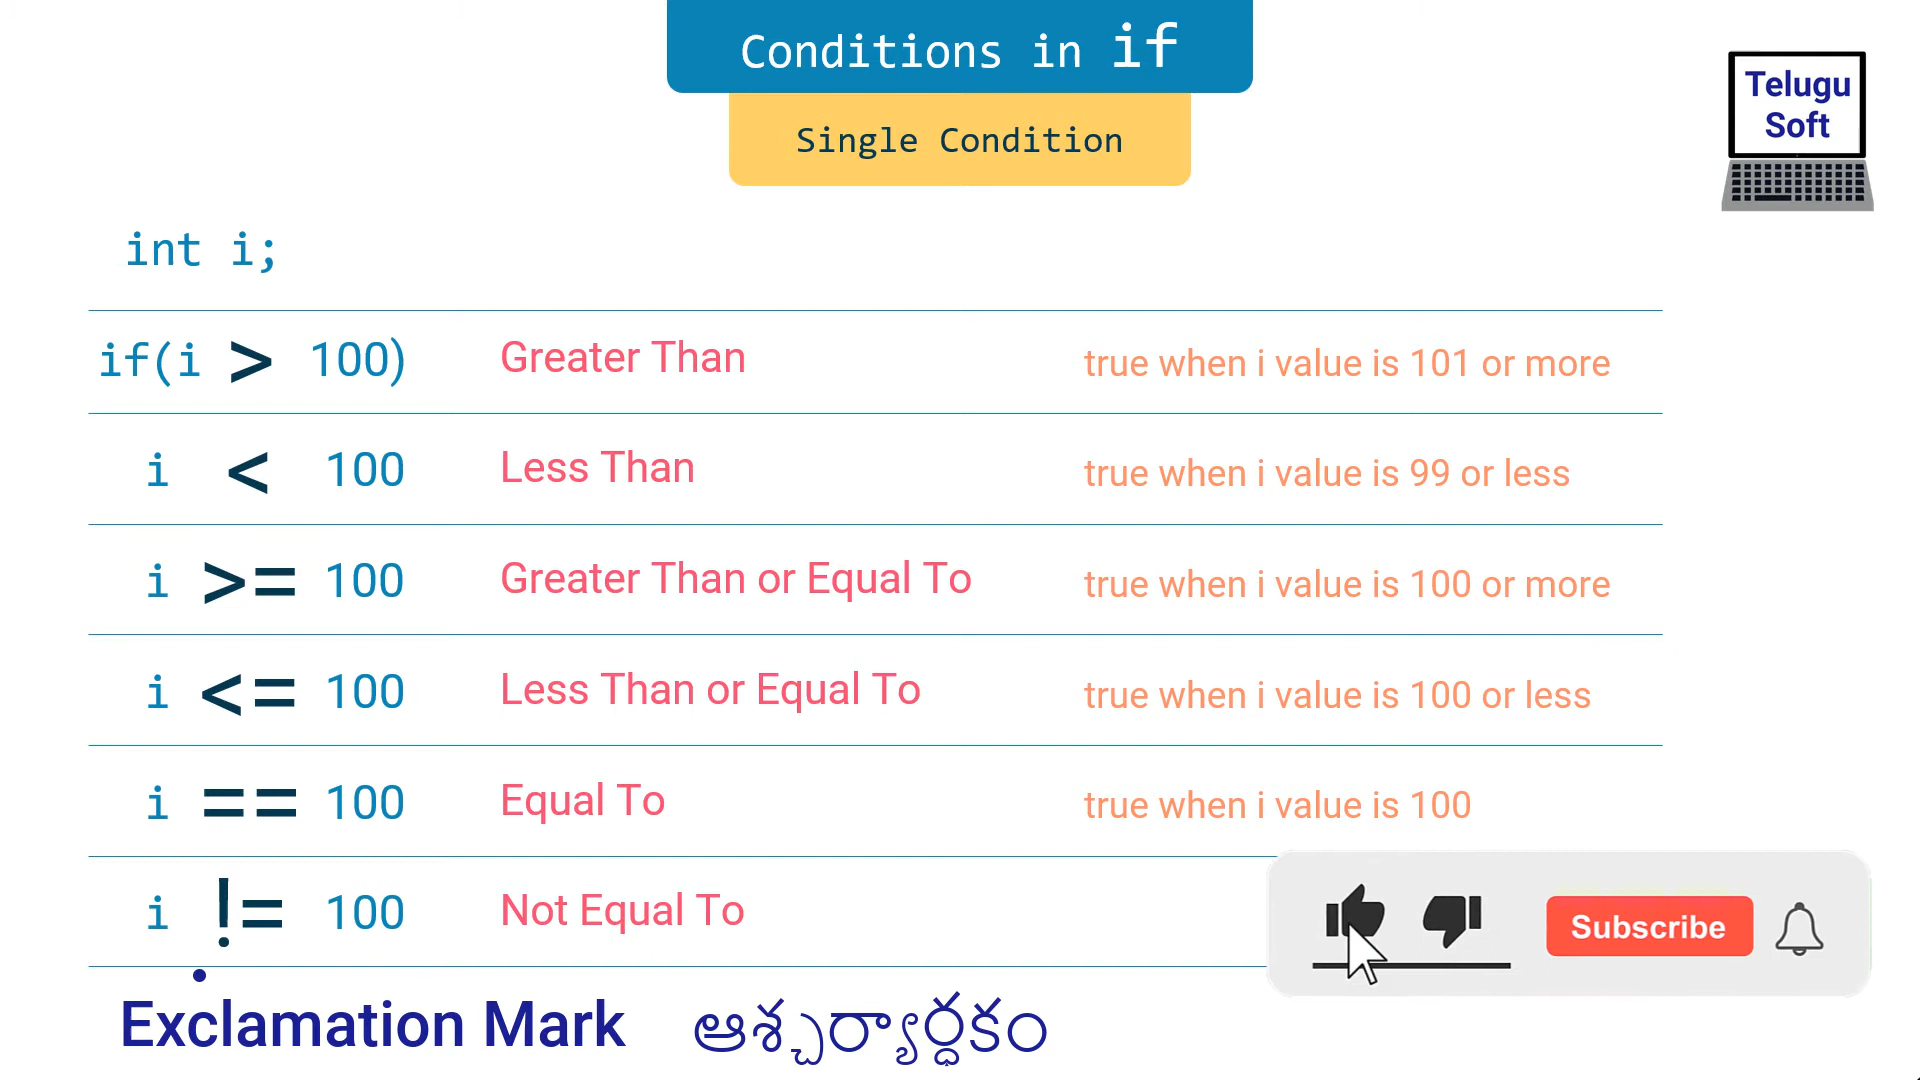 Conditions in if
Single Condition
Telugu
Soft
int i;
if(i > 100) Greater Than true when i value is 101 or more
i < 100 Less Than true when i value is 99 or less
i >= 100 Greater Than or Equal To true when i value is 100 or more
i <= 100 Less Than or Equal To true when i value is 100 or less
i == 100 Equal To true when i value is 100
i != 100 Not Equal To
Subscribe
Exclamation Mark ఆశ్చర్యార్ధకం